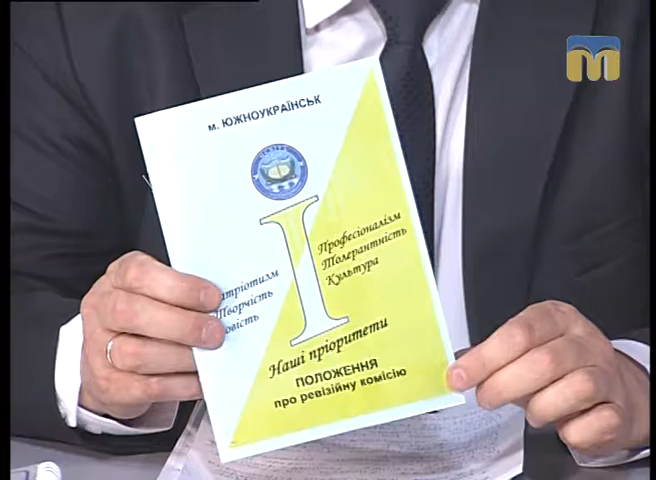 м. ЮЖНОУКРАЇНСЬК
І
Професіоналізм
Толерантність
Культура
Творчість
Наші пріоритети
ПОЛОЖЕННЯ
про ревізійну комісію